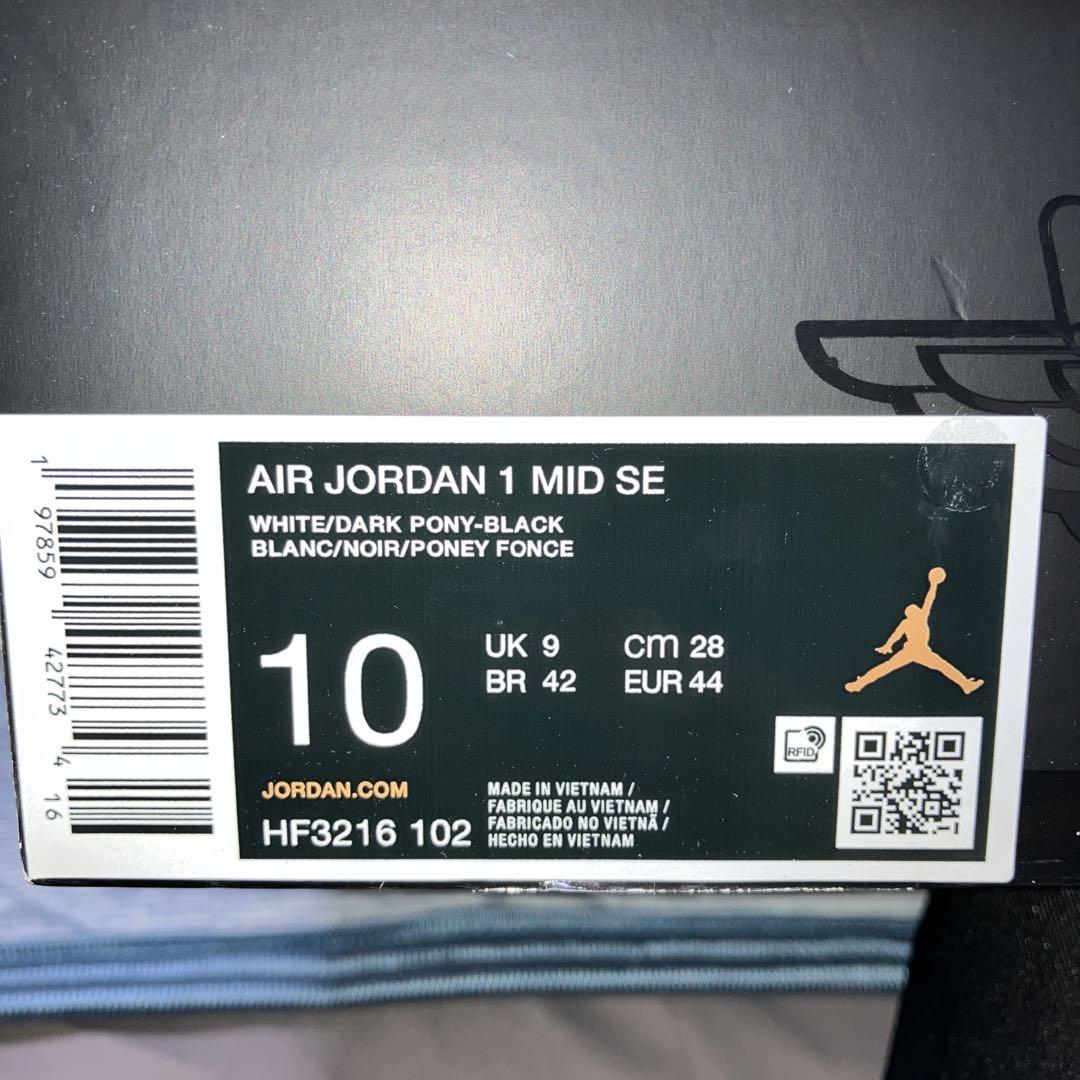 AIR JORDAN 1 MID SE
WHITE/DARK PONY-BLACK
BLANC/NOIR/PONEY FONCE
10
UK 9 cm 28
BR 42 EUR 44
RFID
JORDAN.COM
HF3216 102
MADE IN VIETNAM /
FABRIQUE AU VIETNAM /
FABRICADO NO VIETNÃ /
HECHO EN VIETNAM
1 97859 42773 4 16